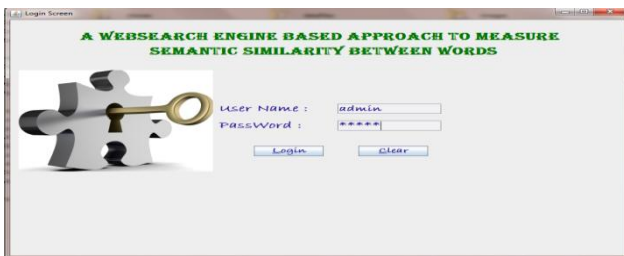 Login Screen
A WEBSEARCH ENGINE BASED APPROACH TO MEASURE
SEMANTIC SIMILARITY BETWEEN WORDS
User Name : admin
PassWord : *****
Login Clear